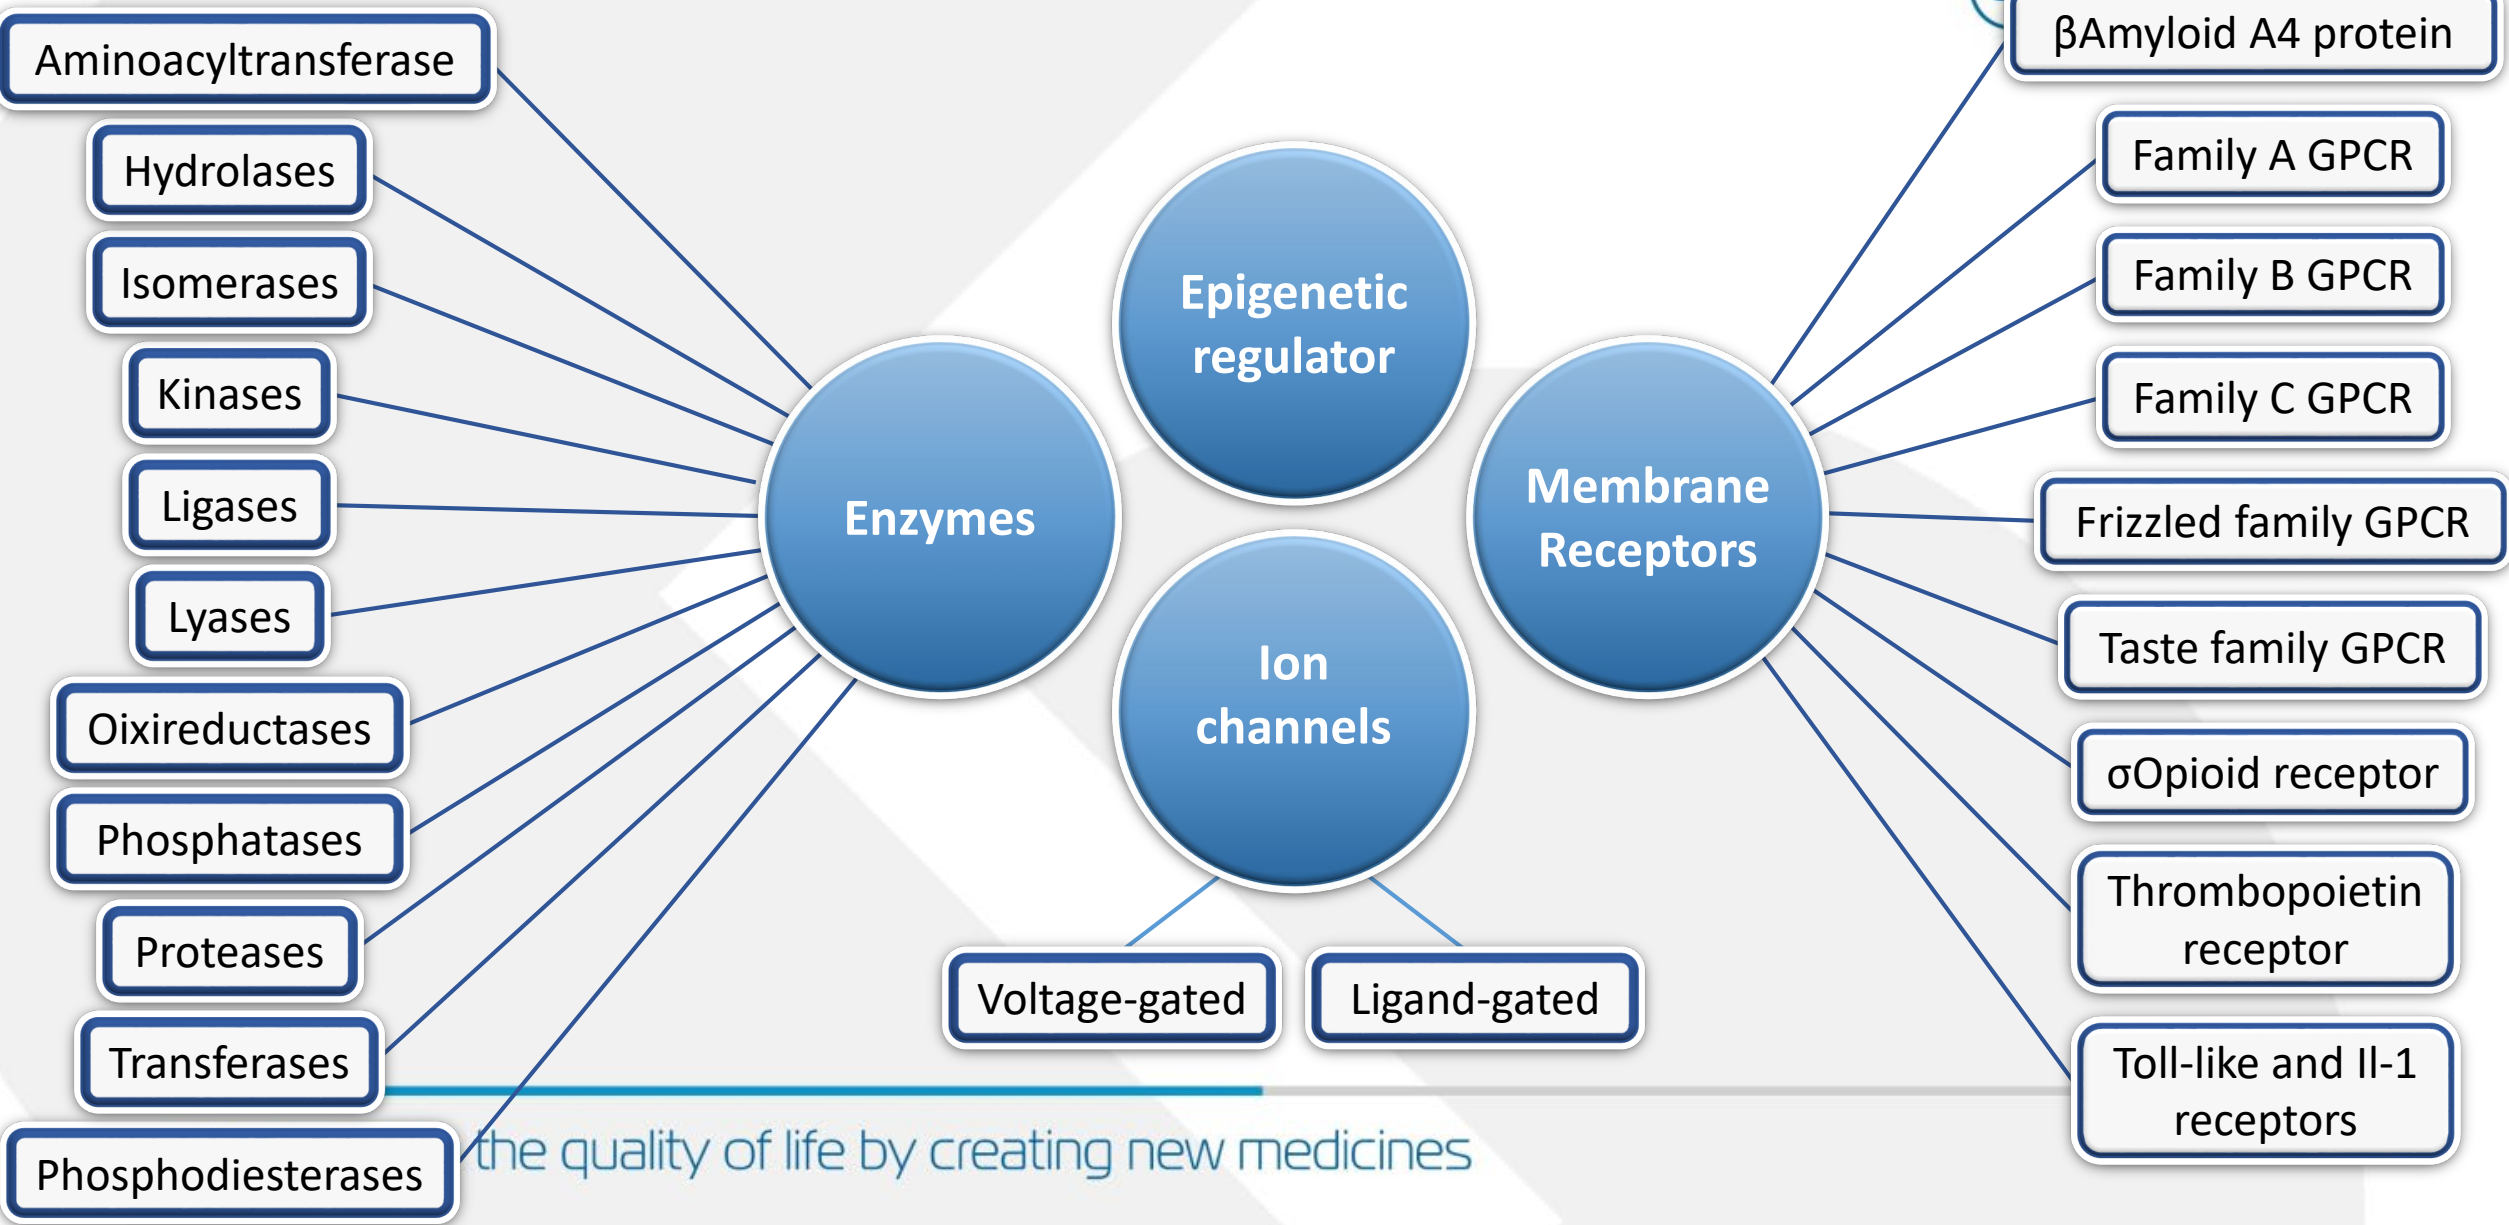 Aminoacyltransferase
Hydrolases
Isomerases
Kinases
Ligases
Lyases
Oixireductases
Phosphatases
Proteases
Transferases
Phosphodiesterases
Enzymes
Epigenetic
regulator
Ion
channels
Voltage-gated
Ligand-gated
Membrane
Receptors
βAmyloid A4 protein
Family A GPCR
Family B GPCR
Family C GPCR
Frizzled family GPCR
Taste family GPCR
σOpioid receptor
Thrombopoietin
receptor
Toll-like and Il-1
receptors
the quality of life by creating new medicines